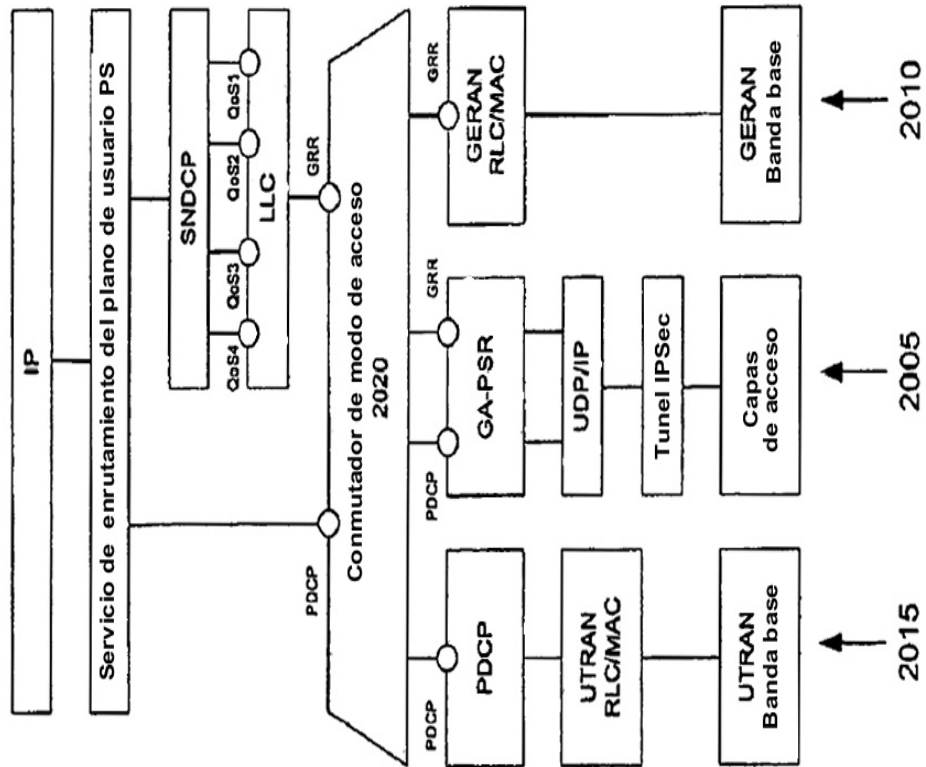 IP
Servicio de enrutamiento del plano de usuario PS
SNDCP
QoS4
QoS3
QoS2
QoS1
LLC
PDCP
GRR
Conmutador de modo de acceso
2020
PDCP
PDCP
GRR
GRR
PDCP
GA-PSR
GERAN
RLC/MAC
UTRAN
RLC/MAC
UDP/IP
Tunel IPSec
UTRAN
Banda base
Capas
de acceso
GERAN
Banda base
2015
2005
2010